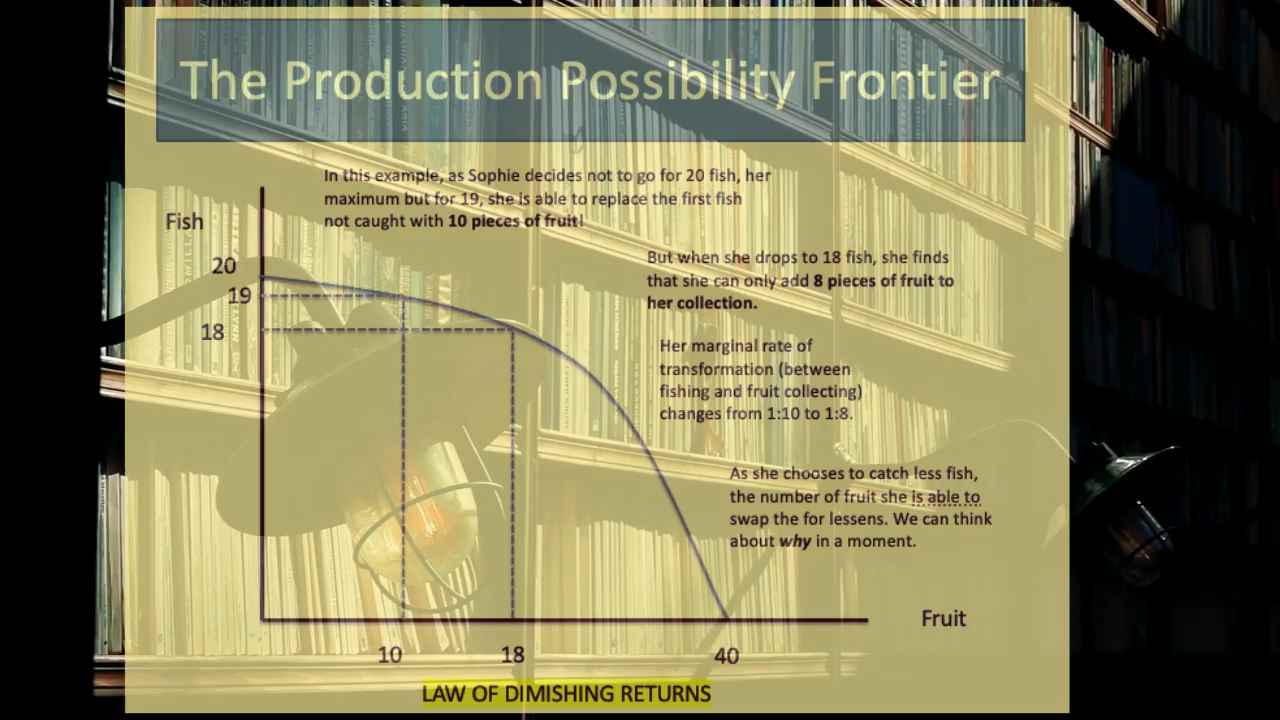 The Production Possibility Frontier
In this example, as Sophie decides not to go for 20 fish, her
maximum but for 19, she is able to replace the first fish
not caught with 10 pieces of fruit!
Fish
But when she drops to 18 fish, she finds
that she can only add 8 pieces of fruit to
her collection.
20
19
18
Her marginal rate of
transformation (between
fishing and fruit collecting)
changes from 1:10 to 1:8.
As she chooses to catch less fish,
the number of fruit she is able to
swap the for lessens. We can think
about why in a moment.
Fruit
10
18
40
LAW OF DIMISHING RETURNS